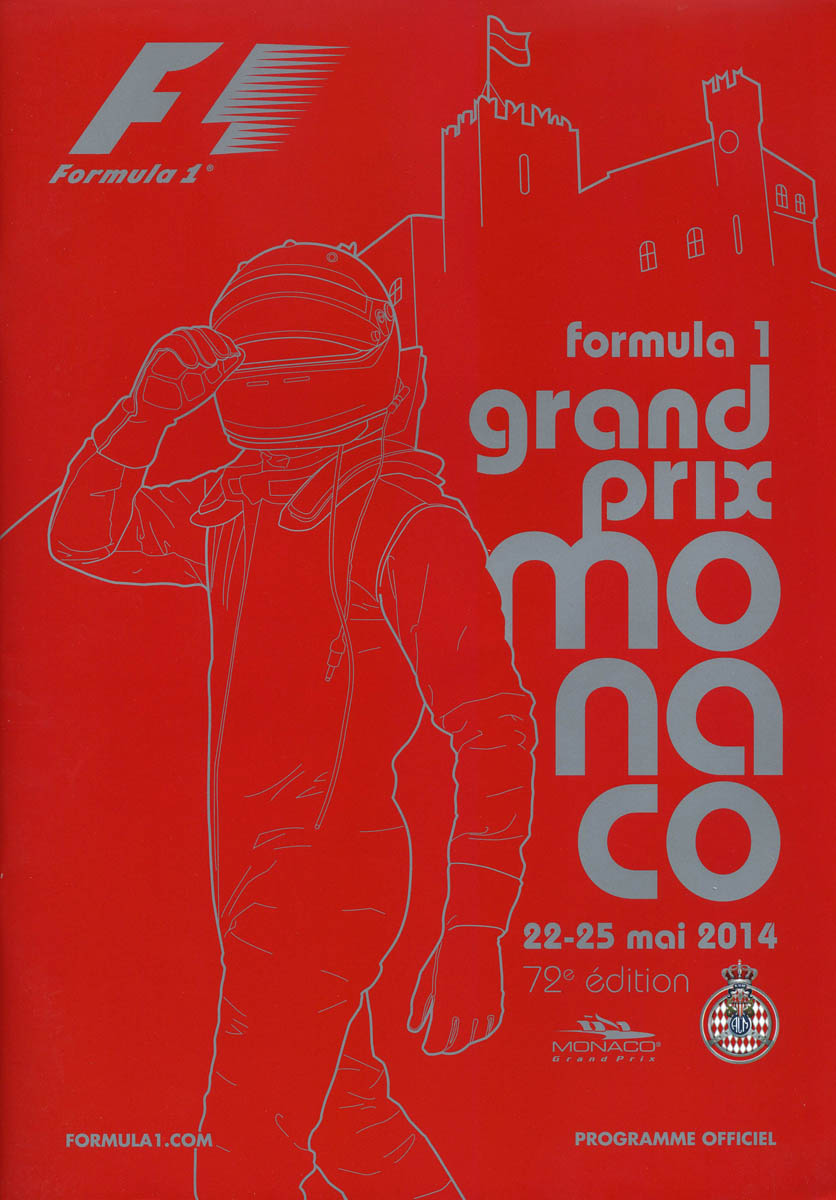 F1
Formula 1®
formula 1
grand
prix
mo
na
co
22-25 mai 2014
72e édition
MONACO®
Grand Prix
ACM
FORMULA1.COM
PROGRAMME OFFICIEL